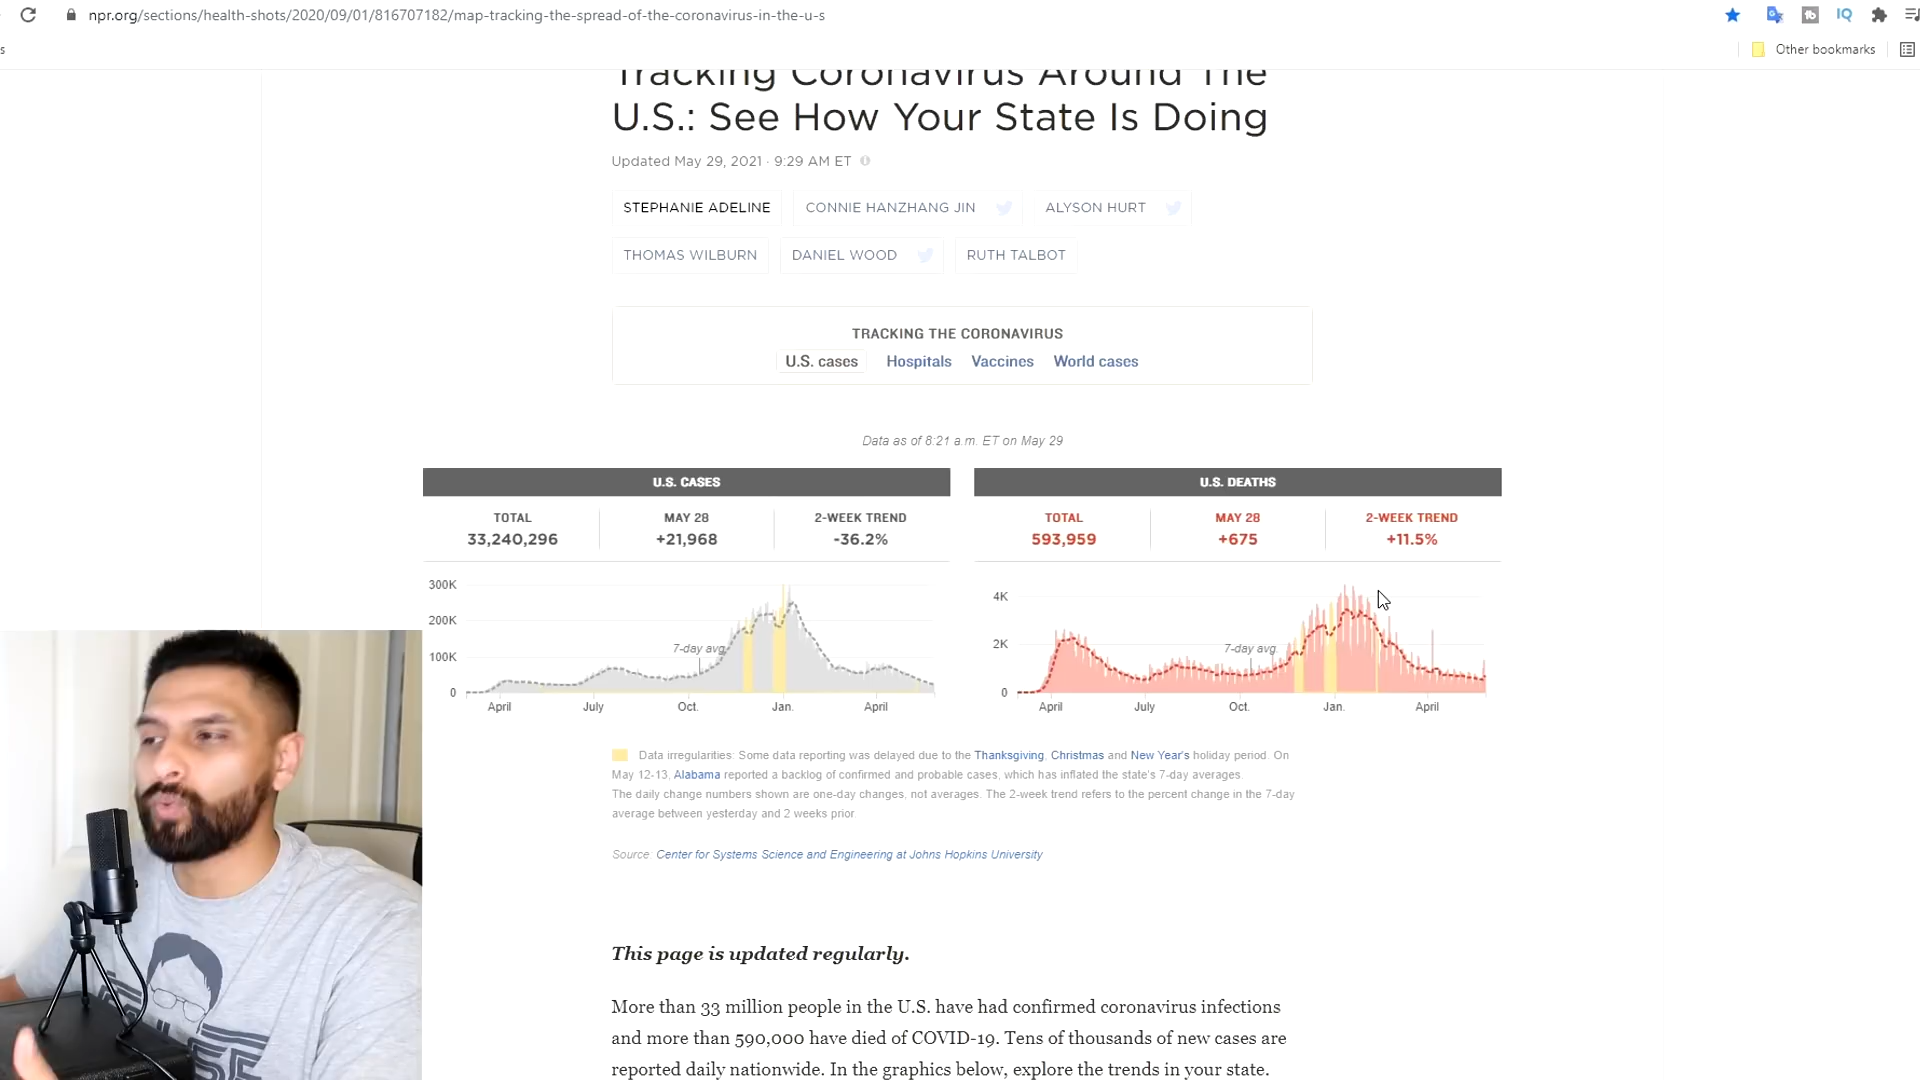 npr.org/sections/health-shots/2020/09/01/816707182/map-tracking-the-spread-of-the-coronavirus-in-the-u-s
s
Other bookmarks
Tracking Coronavirus Around The
U.S.: See How Your State Is Doing
Updated May 29, 2021 · 9:29 AM ET
STEPHANIE ADELINE CONNIE HANZHANG JIN ALYSON HURT
THOMAS WILBURN DANIEL WOOD RUTH TALBOT
TRACKING THE CORONAVIRUS
U.S. cases Hospitals Vaccines World cases
Data as of 8:21 a.m. ET on May 29
U.S. CASES
TOTAL MAY 28 2-WEEK TREND
33,240,296 +21,968 -36.2%
300K
200K
100K
0
7-day avg.
April July Oct. Jan. April
U.S. DEATHS
TOTAL MAY 28 2-WEEK TREND
593,959 +675 +11.5%
4K
2K
0
7-day avg.
April July Oct. Jan. April
Data irregularities: Some data reporting was delayed due to the Thanksgiving, Christmas and New Year's holiday period. On
May 12-13, Alabama reported a backlog of confirmed and probable cases, which has inflated the state's 7-day averages.
The daily change numbers shown are one-day changes, not averages. The 2-week trend refers to the percent change in the 7-day
average between yesterday and 2 weeks prior.
Source: Center for Systems Science and Engineering at Johns Hopkins University
This page is updated regularly.
More than 33 million people in the U.S. have had confirmed coronavirus infections
and more than 590,000 have died of COVID-19. Tens of thousands of new cases are
reported daily nationwide. In the graphics below, explore the trends in your state.